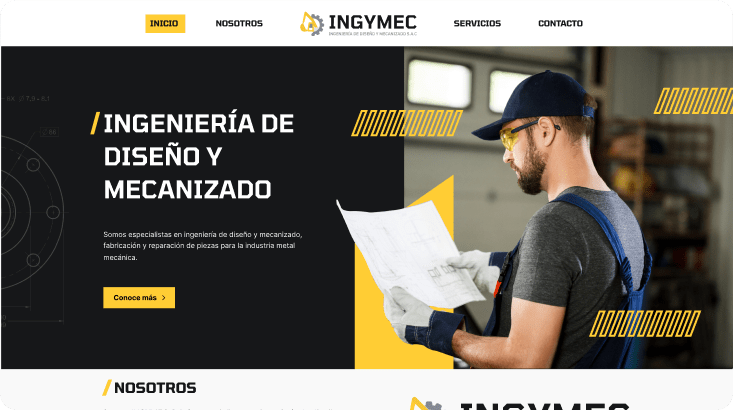 INICIO
NOSOTROS
INGYMEC
INGENIERÍA DE DISEÑO Y MECANIZADO S.A.C
SERVICIOS
CONTACTO
/INGENIERÍA DE
DISEÑO Y
MECANIZADO
Somos especialistas en ingeniería de diseño y mecanizado,
fabricación y reparación de piezas para la industria metal
mecánica.
Conoce más >
/NOSOTROS
INGYMEC